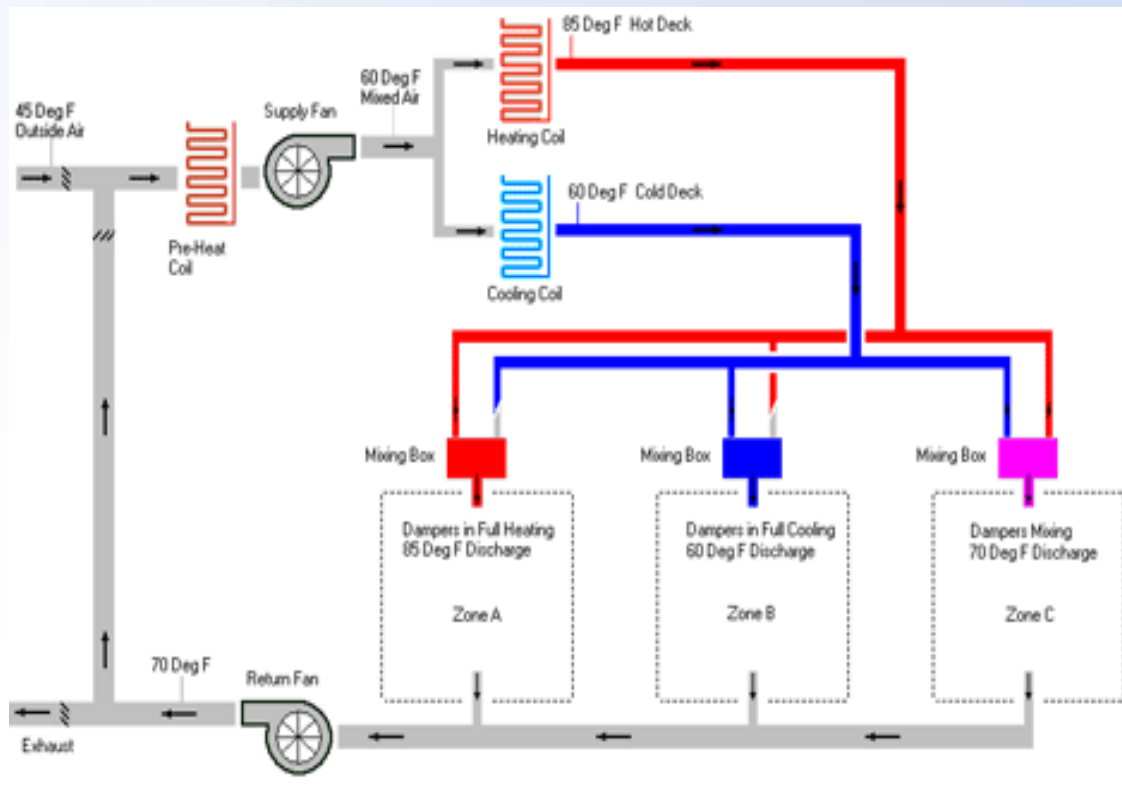 85 Deg F Hot Deck
60 Deg F
Mixed Air
45 Deg F
Outside Air
Supply Fan
Heating Coil
60 Deg F Cold Deck
Pre-Heat
Coil
Cooling Coil
Mixing Box
Mixing Box
Mixing Box
Dampers in Full Heating
85 Deg F Discharge
Zone A
Dampers in Full Cooling
60 Deg F Discharge
Zone B
Dampers Mixing
70 Deg F Discharge
Zone C
70 Deg F
Return Fan
Exhaust